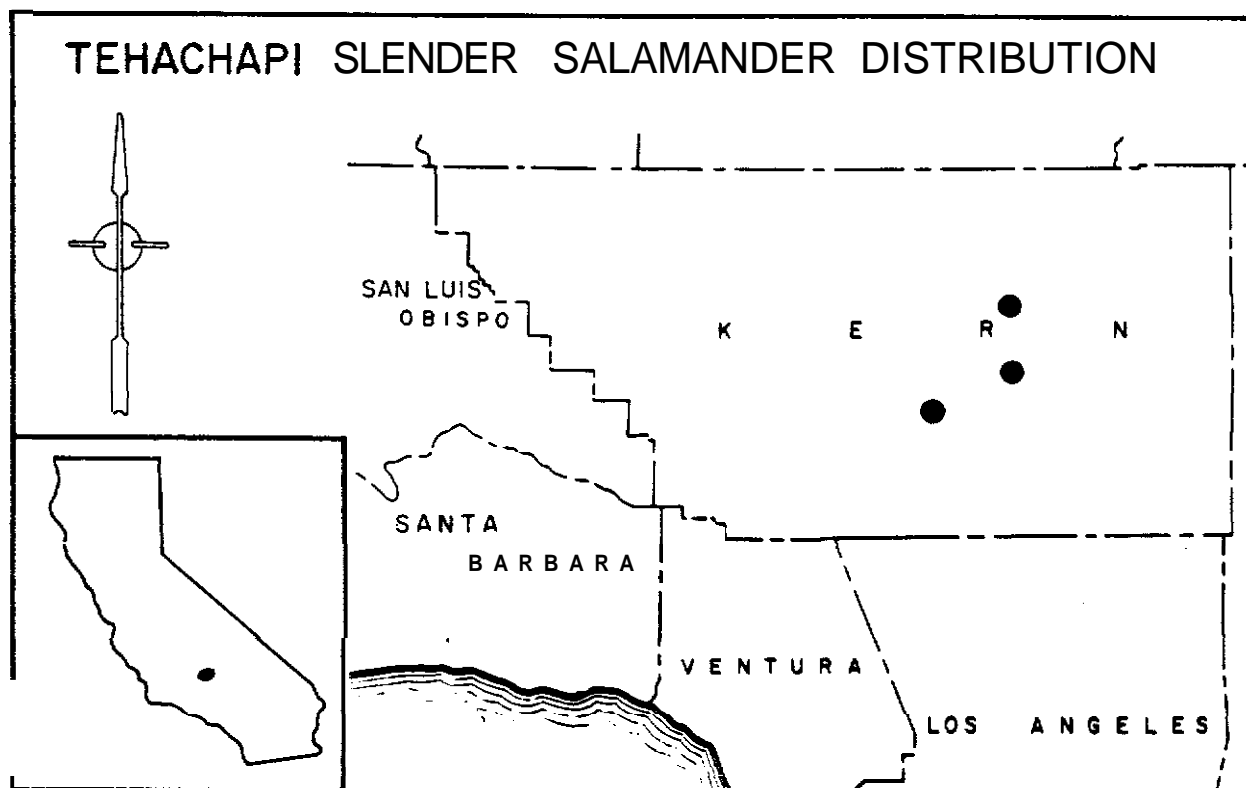 TEHACHAPI SLENDER SALAMANDER DISTRIBUTION
SAN LUIS
OBISPO
K E R N
SANTA
BARBARA
VENTURA
LOS ANGELES